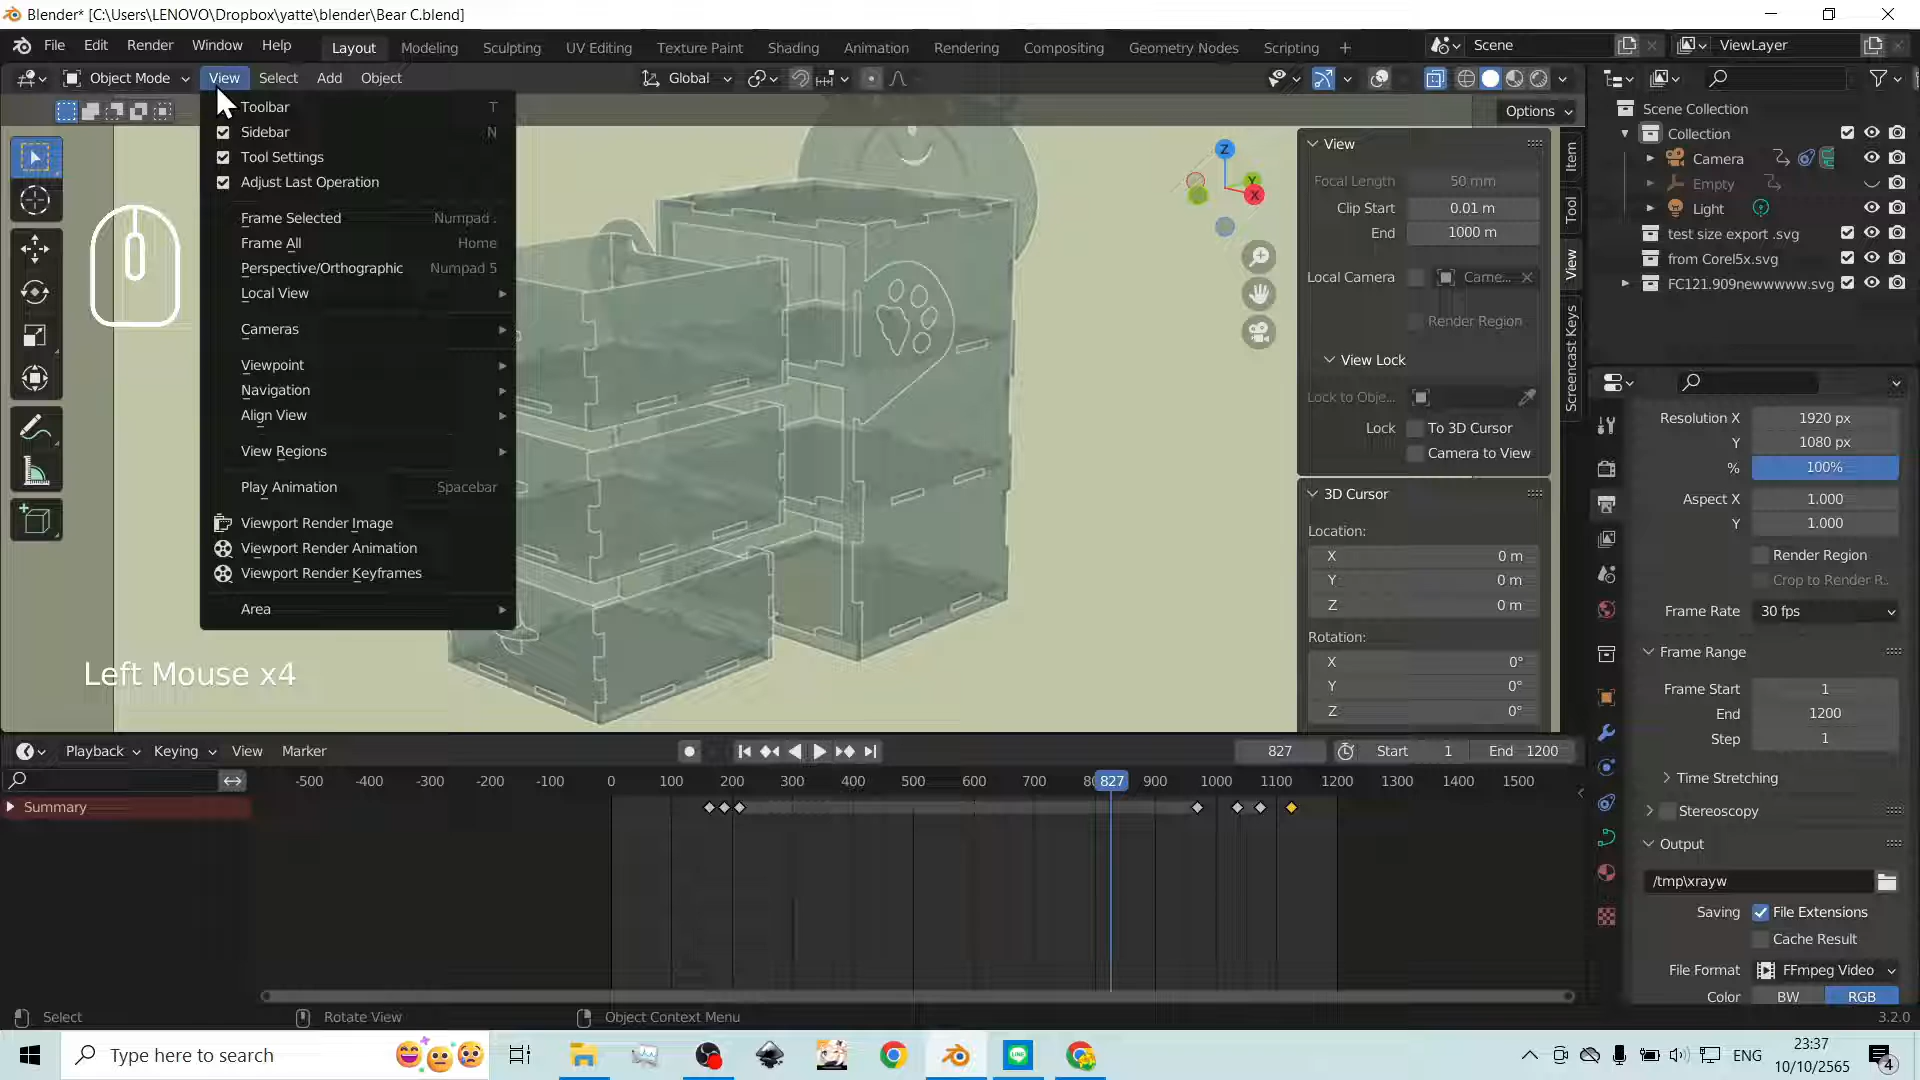 Blender* [C:\Users\LENOVO\Dropbox\yatte\blender\Bear C.blend]
File Edit Render Window Help Layout Modeling Sculpting UV Editing Texture Paint Shading Animation Rendering Compositing Geometry Nodes Scripting + Scene ViewLayer
Object Mode View Select Add Object Global
Options
Toolbar T
Sidebar N
Tool Settings
Adjust Last Operation
Frame Selected Numpad .
Frame All Home
Perspective/Orthographic Numpad 5
Local View
Cameras
Viewpoint
Navigation
Align View
View Regions
Play Animation Spacebar
Viewport Render Image
Viewport Render Animation
Viewport Render Keyframes
Area
Left Mouse x4
Z
Y
X
View
Focal Length 50 mm
Clip Start 0.01 m
End 1000 m
Local Camera Came...
Render Region
View Lock
Lock to Obje...
Lock To 3D Cursor
Camera to View
3D Cursor
Location:
X 0 m
Y 0 m
Z 0 m
Rotation:
X 0°
Y 0°
Z 0°
Item
Tool
View
Screencast Keys
Scene Collection
Collection
Camera
Empty
Light
test size export .svg
from Corel5x.svg
FC121.909newwwww.svg
Resolution X 1920 px
Y 1080 px
% 100%
Aspect X 1.000
Y 1.000
Render Region
Crop to Render R..
Frame Rate 30 fps
Frame Range
Frame Start 1
End 1200
Step 1
Time Stretching
Stereoscopy
Output
/tmp\xrayw
Saving File Extensions
Cache Result
File Format FFmpeg Video
Color BW RGB
Playback Keying View Marker 827 Start 1 End 1200
-500 -400 -300 -200 -100 0 100 200 300 400 500 600 700 8 827 900 1000 1100 1200 1300 1400 1500
Summary
Select Rotate View Object Context Menu 3.2.0
Type here to search
ENG
23:37
10/10/2565
4